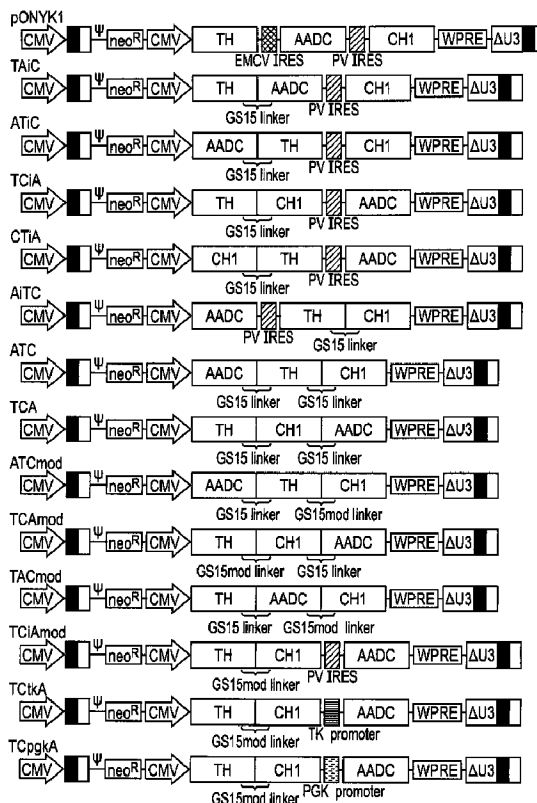 pONYK1
CMV Ψ neoR CMV TH AADC CH1 WPRE ΔU3
EMCV IRES PV IRES
TAiC
CMV Ψ neoR CMV TH AADC CH1 WPRE ΔU3
GS15 linker PV IRES
ATiC
CMV Ψ neoR CMV AADC TH CH1 WPRE ΔU3
GS15 linker PV IRES
TCiA
CMV Ψ neoR CMV TH CH1 AADC WPRE ΔU3
GS15 linker PV IRES
CTiA
CMV Ψ neoR CMV CH1 TH AADC WPRE ΔU3
GS15 linker PV IRES
AiTC
CMV Ψ neoR CMV AADC TH CH1 WPRE ΔU3
PV IRES GS15 linker
ATC
CMV Ψ neoR CMV AADC TH CH1 WPRE ΔU3
GS15 linker GS15 linker
TCA
CMV Ψ neoR CMV TH CH1 AADC WPRE ΔU3
GS15 linker GS15 linker
ATCmod
CMV Ψ neoR CMV AADC TH CH1 WPRE ΔU3
GS15 linker GS15mod linker
TCAmod
CMV Ψ neoR CMV TH CH1 AADC WPRE ΔU3
GS15mod linker GS15 linker
TACmod
CMV Ψ neoR CMV TH AADC CH1 WPRE ΔU3
GS15 linker GS15mod linker
TCiAmod
CMV Ψ neoR CMV TH CH1 AADC WPRE ΔU3
GS15mod linker PV IRES
TCtkA
CMV Ψ neoR CMV TH CH1 AADC WPRE ΔU3
GS15mod linker TK promoter
TCpgkA
CMV Ψ neoR CMV TH CH1 AADC WPRE ΔU3
GS15mod linker PGK promoter